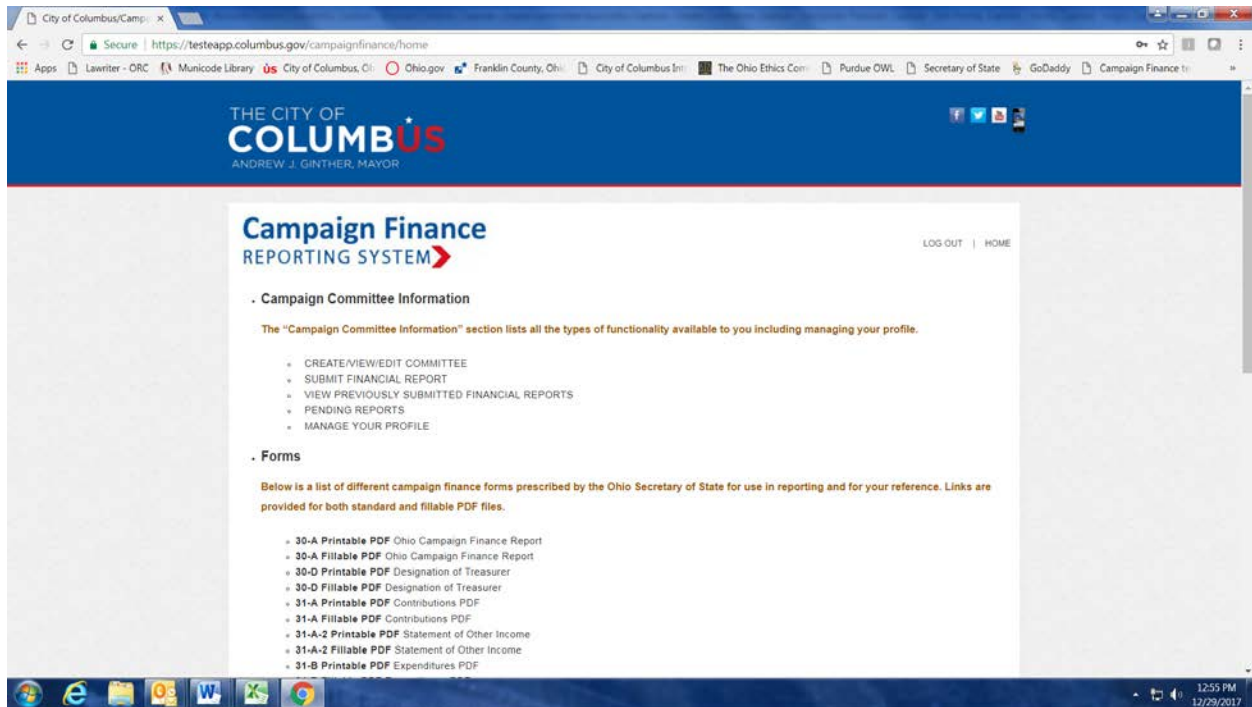 City of Columbus/Camp
Secure | https://testeapp.columbus.gov/campaignfinance/home
Apps Lawriter - ORC Municode Library City of Columbus, O Ohio.gov Franklin County, Ohi City of Columbus Int The Ohio Ethics Com Purdue OWL Secretary of State GoDaddy Campaign Finance te »
THE CITY OF
COLUMBUS
ANDREW J. GINTHER, MAYOR
Campaign Finance
REPORTING SYSTEM
LOG OUT | HOME
Campaign Committee Information
The “Campaign Committee Information” section lists all the types of functionality available to you including managing your profile.
CREATE/VIEW/EDIT COMMITTEE
SUBMIT FINANCIAL REPORT
VIEW PREVIOUSLY SUBMITTED FINANCIAL REPORTS
PENDING REPORTS
MANAGE YOUR PROFILE
Forms
Below is a list of different campaign finance forms prescribed by the Ohio Secretary of State for use in reporting and for your reference. Links are
provided for both standard and fillable PDF files.
30-A Printable PDF Ohio Campaign Finance Report
30-A Fillable PDF Ohio Campaign Finance Report
30-D Printable PDF Designation of Treasurer
30-D Fillable PDF Designation of Treasurer
31-A Printable PDF Contributions PDF
31-A Fillable PDF Contributions PDF
31-A-2 Printable PDF Statement of Other Income
31-A-2 Fillable PDF Statement of Other Income
31-B Printable PDF Expenditures PDF
12:55 PM
12/29/2017